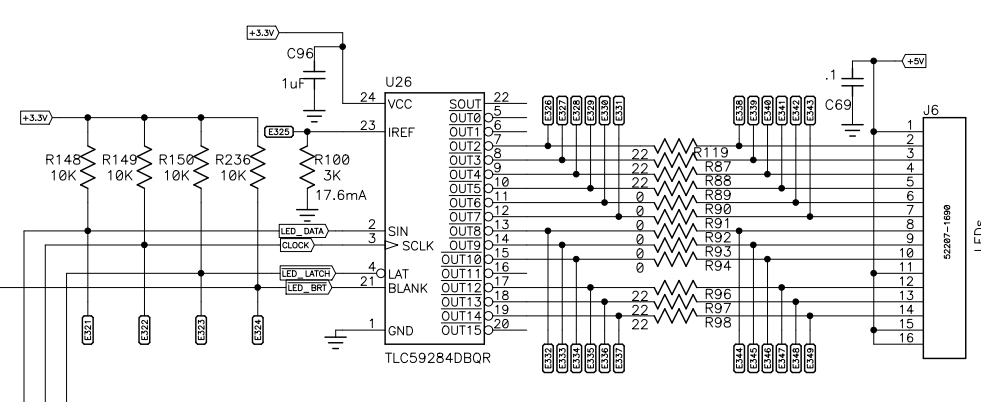 +3.3V
C96
1uF
+3.3V
R148
10K
R149
10K
R150
10K
R236
10K
E325
R100
3K
17.6mA
LED_DATA
CLOCK
LED_LATCH
LED_BRT
E321
E322
E323
E324
U26
24
VCC
23
IREF
2
SIN
3
SCLK
4
LAT
21
BLANK
1
GND
SOUT
22
OUT0
5
OUT1
6
OUT2
7
OUT3
8
OUT4
9
OUT5
10
OUT6
11
OUT7
12
OUT8
13
OUT9
14
OUT10
15
OUT11
16
OUT12
17
OUT13
18
OUT14
19
OUT15
20
TLC59284DBQR
E326
E327
E328
E329
E330
E331
E332
E333
E334
E335
E336
E337
22
R119
22
R87
22
R88
0
R89
0
R90
0
R91
0
R92
0
R93
0
R94
22
R96
22
R97
22
R98
E338
E339
E340
E341
E342
E343
E344
E345
E346
E347
E348
E349
.1
C69
+5V
J6
1
2
3
4
5
6
7
8
9
10
11
12
13
14
15
16
52207-1690
LEDs